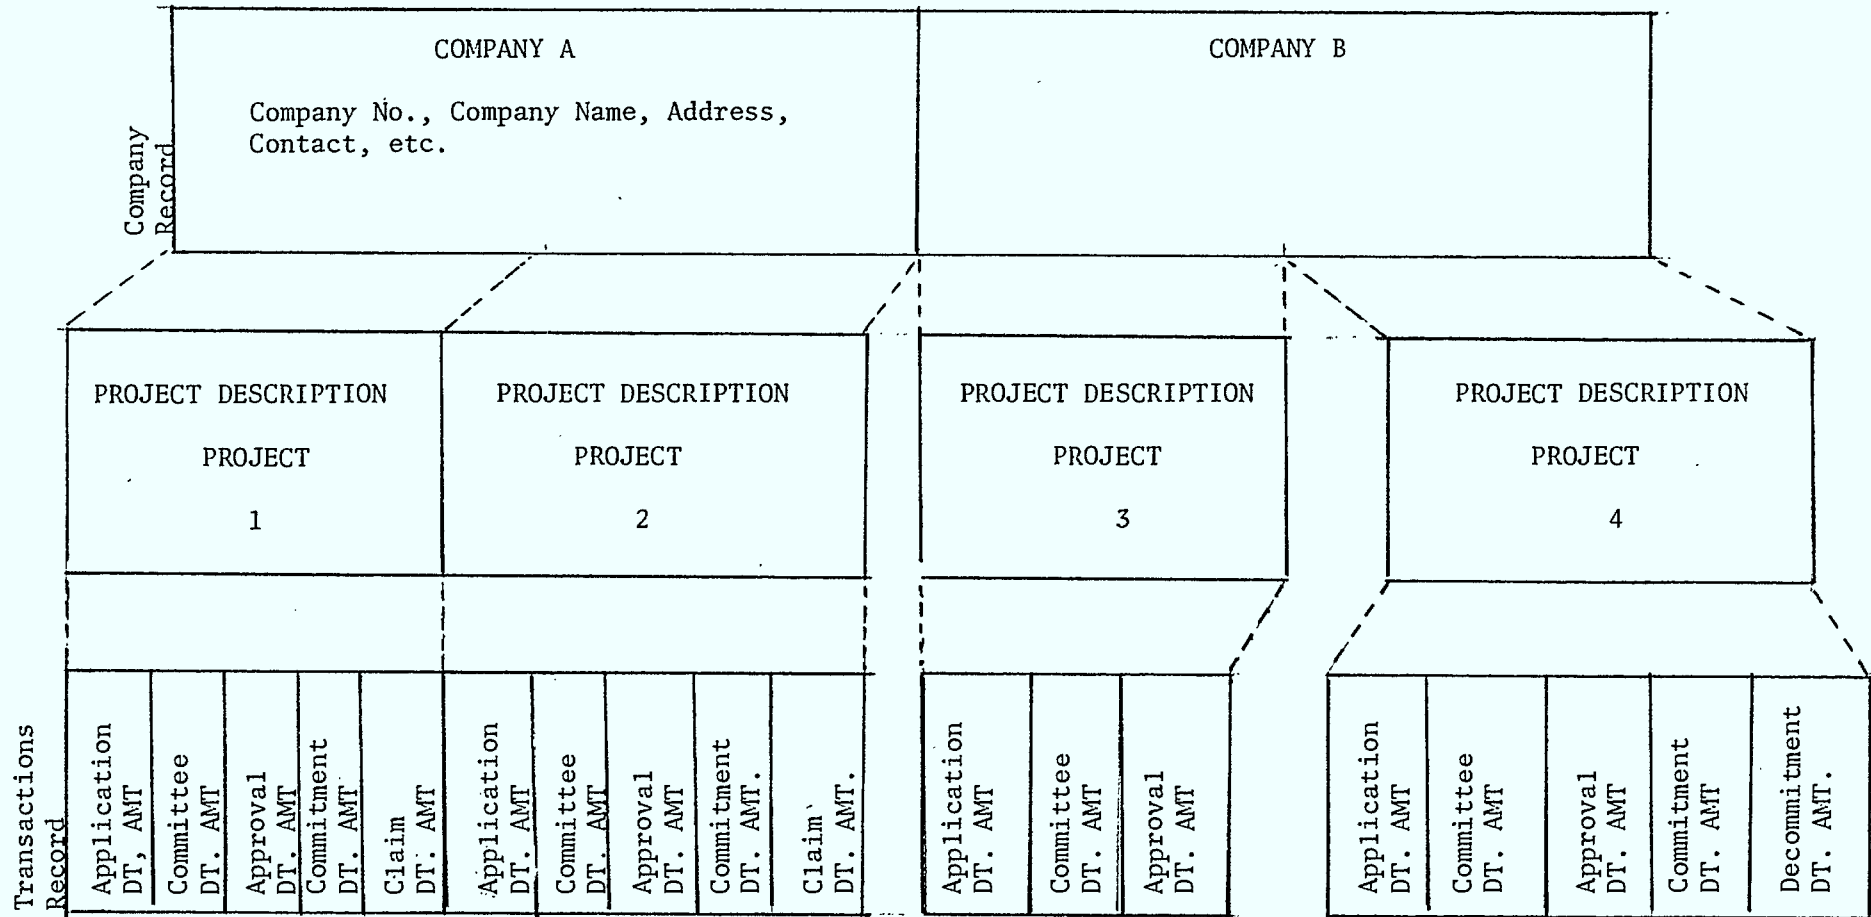 COMPANY A
Company No., Company Name, Address,
Contact, etc.
COMPANY B
Company
Record
PROJECT DESCRIPTION
PROJECT
1
PROJECT DESCRIPTION
PROJECT
2
PROJECT DESCRIPTION
PROJECT
3
PROJECT DESCRIPTION
PROJECT
4
Transactions
Record
Application
DT, AMT
Committee
DT. AMT
Approval
DT. AMT
Commitment
DT. AMT
Claim
DT. AMT
Application
DT. AMT
Committee
DT. AMT
Approval
DT. AMT
Commitment
DT. AMT.
Claim
DT. AMT.
Application
DT. AMT
Committee
DT. AMT
Approval
DT. AMT
Application
DT. AMT
Committee
DT. AMT
Approval
DT. AMT
Commitment
DT. AMT
Decommitment
DT. AMT.